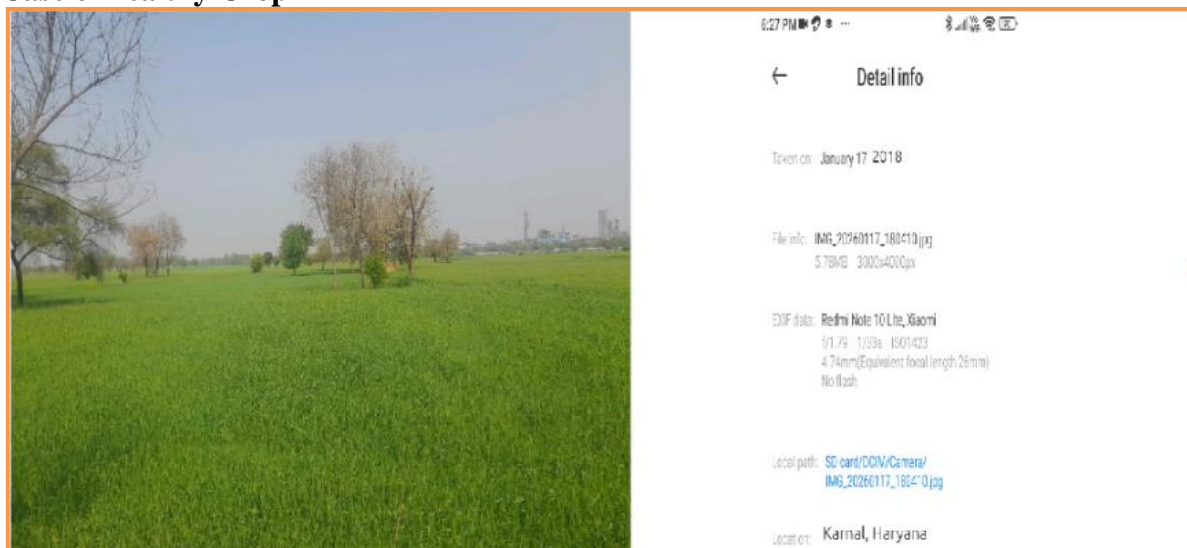 6:27 PM
Detail info
Taken on: January 17 2018
File info: IMG_20260117_180410.jpg
5.78MB 3000x4000px
EXIF data: Redmi Note 10 Lite, Xiaomi
f/1.79 1/33s ISO1423
4.74mm(Equivalent focal length 26mm)
No flash
Local path: SD card/DCIM/Camera/
IMG_20260117_180410.jpg
Location: Karnal, Haryana